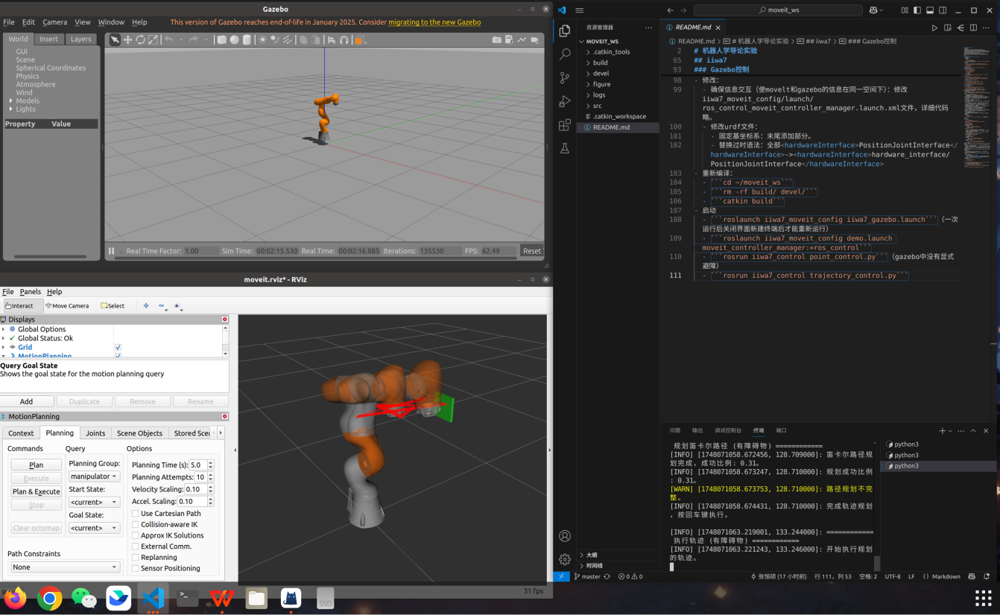 Gazebo
File Edit Camera View Window Help
This version of Gazebo reaches end-of-life in January 2025. Consider migrating to the new Gazebo
World Insert Layers
GUI
Scene
Spherical Coordinates
Physics
Atmosphere
Wind
Models
Lights
Property Value
Real Time Factor: 1.00 Sim Time: 00:02:15.530 Real Time: 00:02:16.085 Iterations: 135530 FPS: 62.49 Reset
moveit.rviz* - RViz
File Panels Help
Interact Move Camera Select
Displays
Global Options
Global Status: Ok
Grid
MotionPlanning
Query Goal State
Shows the goal state for the motion planning query
Add Duplicate Remove Rename
MotionPlanning
Context Planning Joints Scene Objects Stored Scen
Commands Query Options
Plan
Execute
Plan & Execute
Stop
Clear octomap
Planning Group:
manipulator
Start State:
<current>
Goal State:
<current>
Planning Time (s): 5.0
Planning Attempts: 10
Velocity Scaling: 0.10
Accel. Scaling: 0.10
Use Cartesian Path
Collision-aware IK
Approx IK Solutions
External Comm.
Replanning
Sensor Positioning
Path Constraints
None
31 fps
SSD
moveit_ws
资源管理器
MOVEIT_WS
.catkin_tools
build
devel
figure
logs
src
.catkin_workspace
README.md
大纲
时间线
README.md
README.md > # 机器人学导论实验 > ## iiwa7 > ### Gazebo控制
2 # 机器人学导论实验
65 ## iiwa7
93 ### Gazebo控制
98 - 修改:
99 - 确保信息交互（使moveIt和gazebo的信息在同一空间下）：修改
iiwa7_moveit_config/launch/
ros_control_moveit_controller_manager.launch.xml文件，详细代码
略。
100 - 修改urdf文件：
101 - 固定基坐标系：末尾添加部分。
102 - 替换过时语法：全部<hardwareInterface>PositionJointInterface</
hardwareInterface>-><hardwareInterface>hardware_interface/
PositionJointInterface</hardwareInterface>
103 - 重新编译：
104 - ```cd ~/moveit_ws```
105 - ```rm -rf build/ devel/```
106 - ```catkin build```
107 - 启动
108 - ```roslaunch iiwa7_moveit_config iiwa7_gazebo.launch```（一次
运行后关闭界面新建终端后才能重新运行）
109 - ```roslaunch iiwa7_moveit_config demo.launch
moveit_controller_manager:=ros_control```
110 - ```rosrun iiwa7_control point_control.py```（gazebo中没有显式
避障）
111 - ```rosrun iiwa7_control trajectory_control.py```
问题 输出 调试控制台 终端 端口
规划笛卡尔路径 (有障碍物) ============
[INFO] [1748071058.672456, 128.709000]: 笛卡尔路径规
划完成，成功比例: 0.31。
[INFO] [1748071058.673247, 128.710000]: 规划成功比例
: 0.31。
[WARN] [1748071058.673753, 128.710000]: 路径规划不完
整。
[INFO] [1748071058.674431, 128.710000]: 完成轨迹规划
，按回车键执行。
[INFO] [1748071063.219001, 133.244000]: ============
执行轨迹 (有障碍物) ============
[INFO] [1748071063.221243, 133.246000]: 开始执行规划
的轨迹。
python3
python3
python3
master 0 0 张恒硕 (17 小时前) 行 111, 列 53 空格: 2 UTF-8 LF Markdown